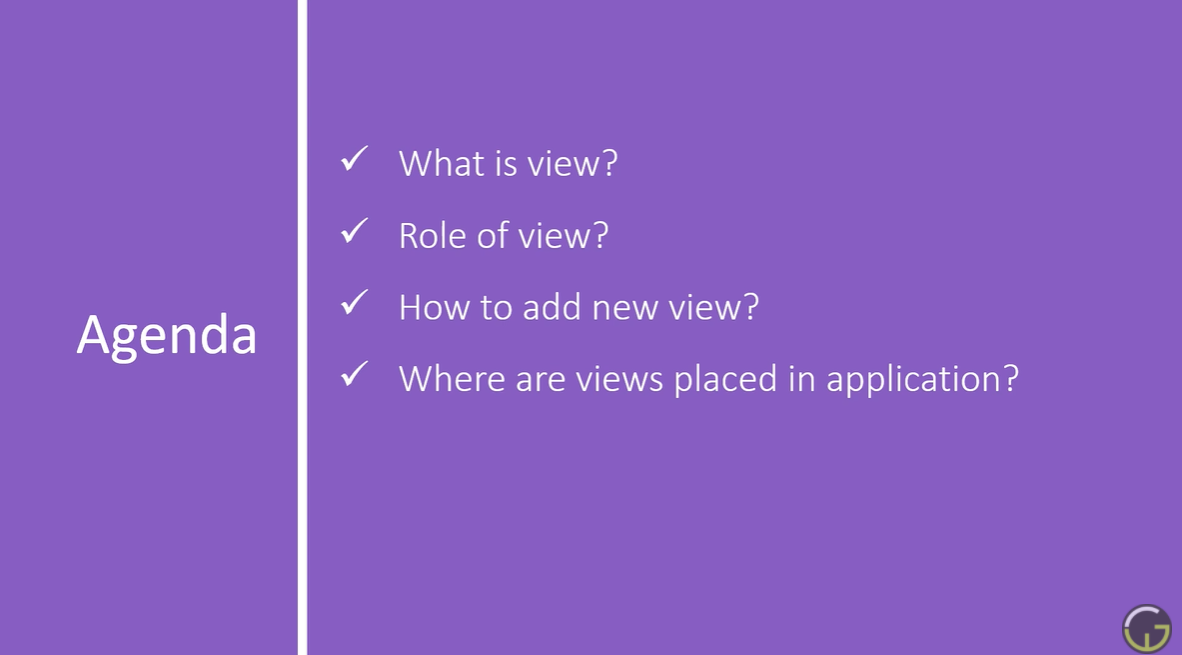 Agenda
✓ What is view?
✓ Role of view?
✓ How to add new view?
✓ Where are views placed in application?